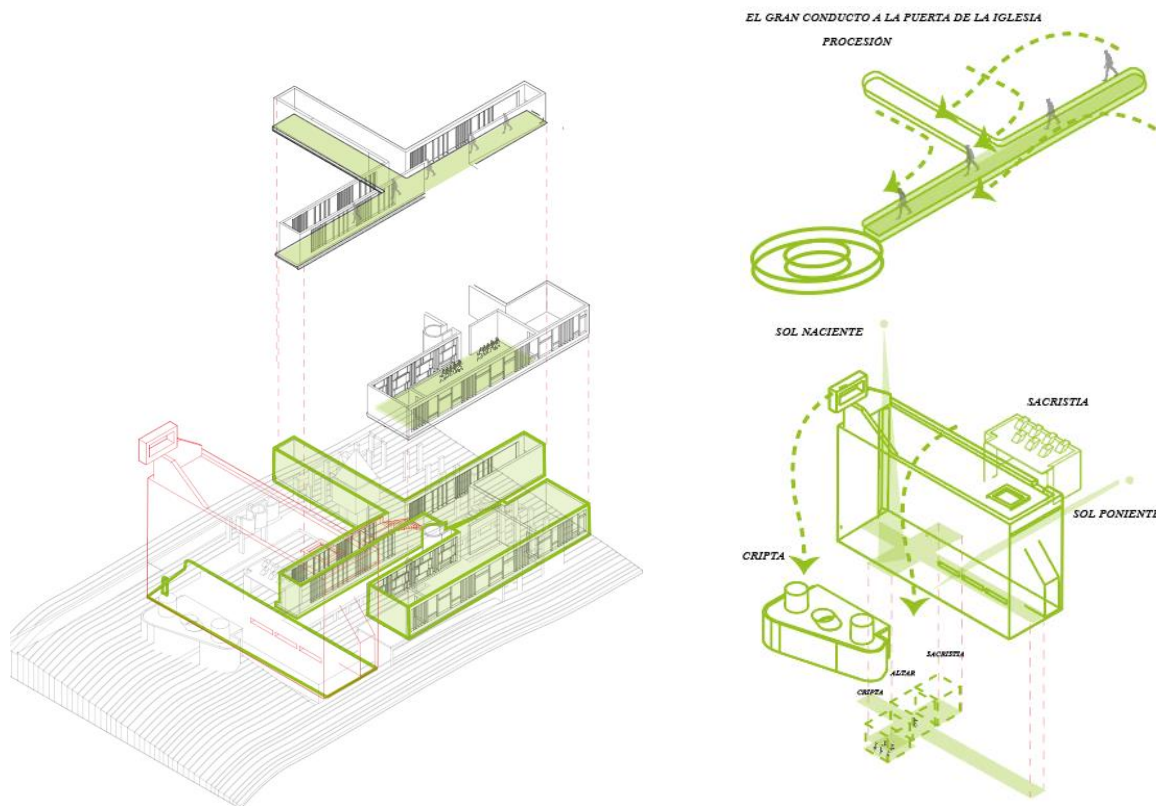 EL GRAN CONDUCTO A LA PUERTA DE LA IGLESIA
PROCESIÓN
SOL NACIENTE
SACRISTIA
SOL PONIENTE
CRIPTA
SACRISTIA
ALTAR
CRIPTA